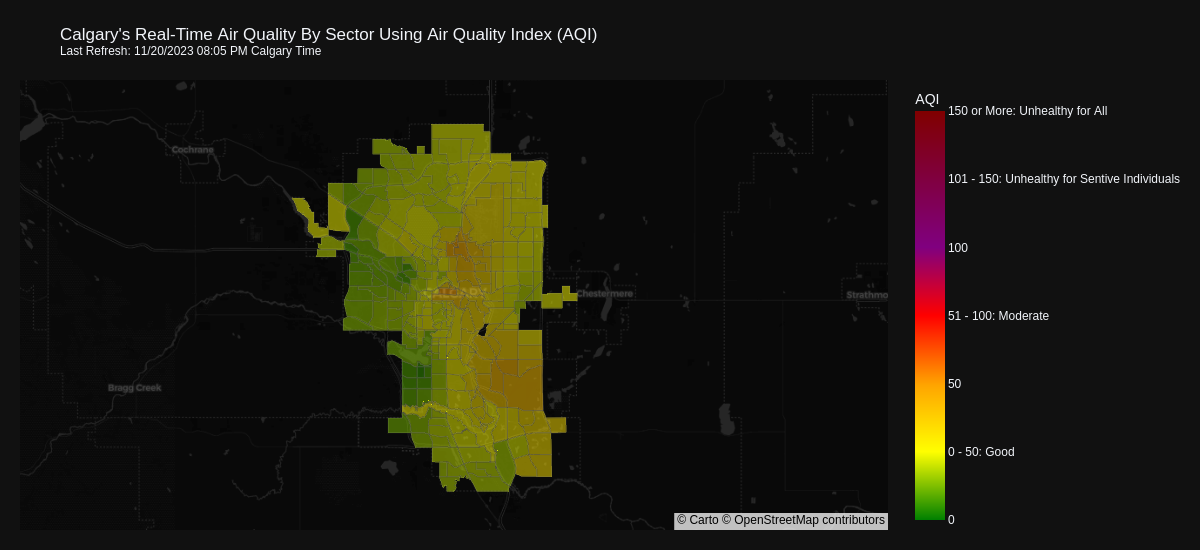 Calgary's Real-Time Air Quality By Sector Using Air Quality Index (AQI)
Last Refresh: 11/20/2023 08:05 PM Calgary Time
AQI
150 or More: Unhealthy for All
Cochrane
101 - 150: Unhealthy for Sentive Individuals
100
CALGARY
Chestermere
Strathmo
51 - 100: Moderate
Bragg Creek
50
0 - 50: Good
0
© Carto © OpenStreetMap contributors